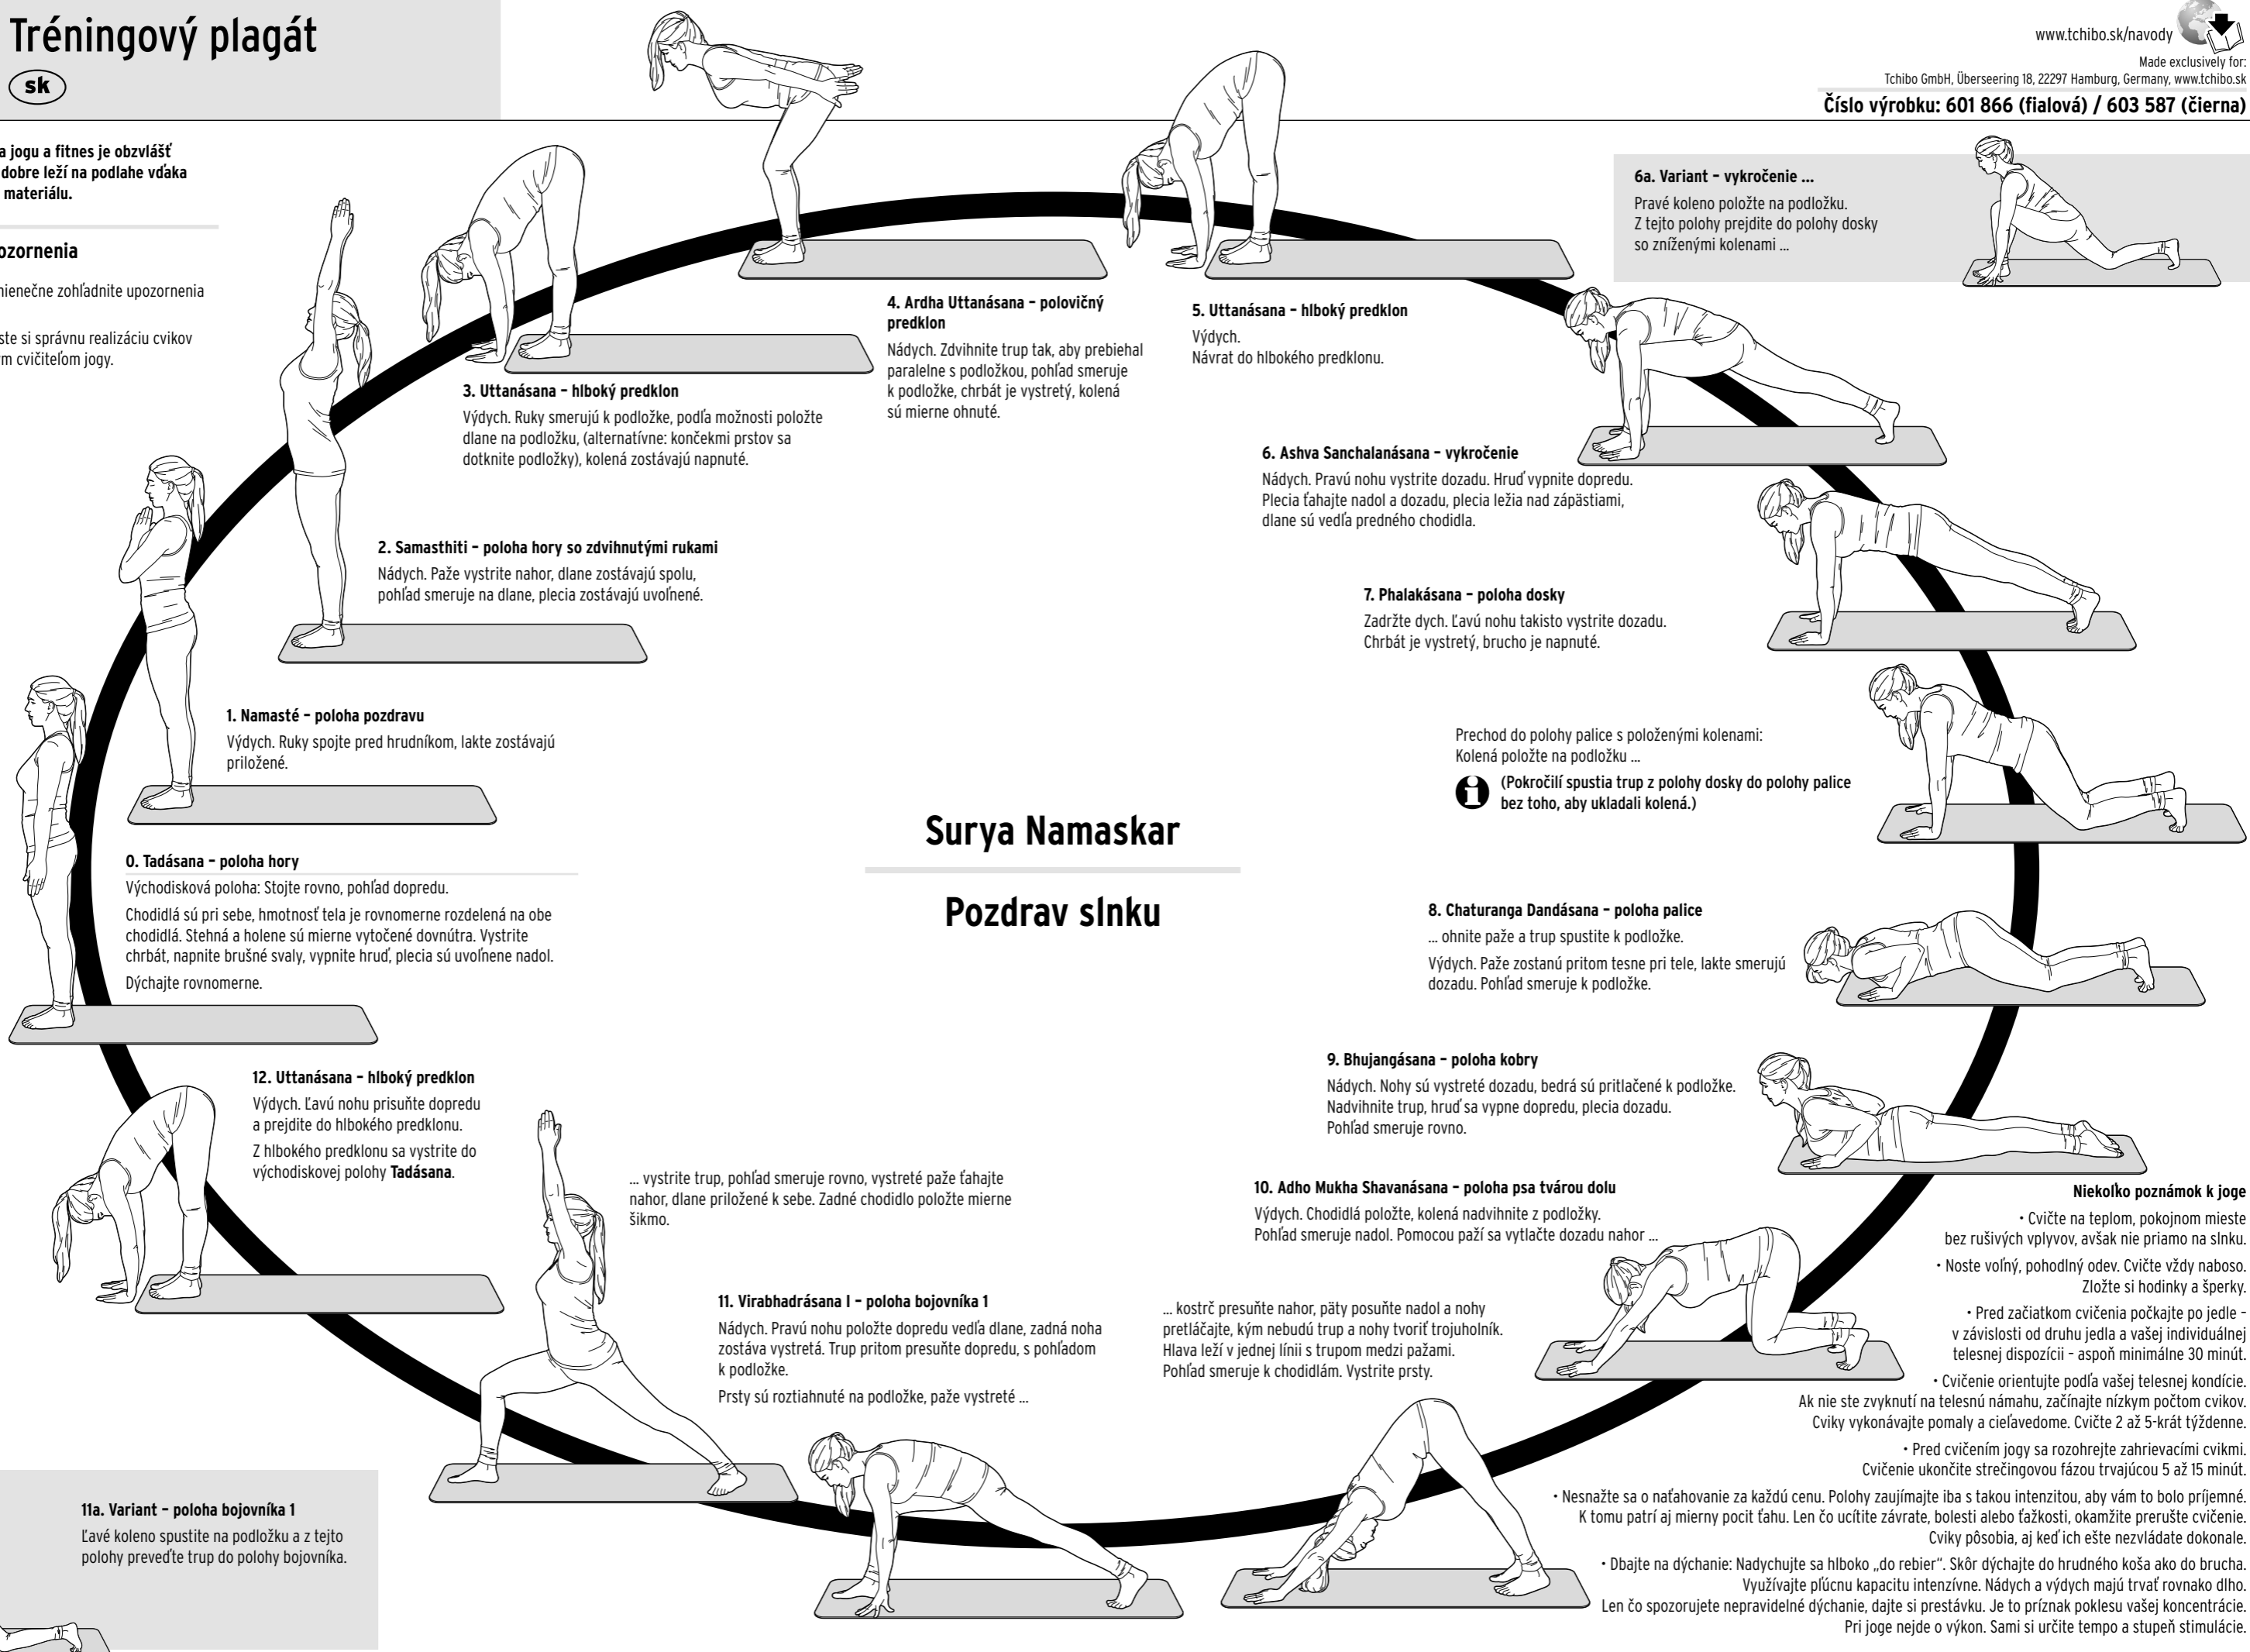 Tréningový plagát
sk
www.tchibo.sk/navody
Made exclusively for:
Tchibo GmbH, Überseering 18, 22297 Hamburg, Germany, www.tchibo.sk
Číslo výrobku: 601 866 (fialová) / 603 587 (čierna)
a jogu a fitnes je obzvlášť
dobre leží na podlahe vďaka
materiálu.
ozornenia
nienečne zohľadnite upozornenia
ste si správnu realizáciu cvikov
m cvičiteľom jogy.
0. Tadásana – poloha hory
Východisková poloha: Stojte rovno, pohľad dopredu.
Chodidlá sú pri sebe, hmotnosť tela je rovnomerne rozdelená na obe
chodidlá. Stehná a holene sú mierne vytočené dovnútra. Vystrite
chrbát, napnite brušné svaly, vypnite hruď, plecia sú uvoľnene nadol.
Dýchajte rovnomerne.
1. Namasté – poloha pozdravu
Výdych. Ruky spojte pred hrudníkom, lakte zostávajú
priložené.
2. Samasthiti – poloha hory so zdvihnutými rukami
Nádych. Paže vystrite nahor, dlane zostávajú spolu,
pohľad smeruje na dlane, plecia zostávajú uvoľnené.
3. Uttanásana – hlboký predklon
Výdych. Ruky smerujú k podložke, podľa možnosti položte
dlane na podložku, (alternatívne: končekmi prstov sa
dotknite podložky), kolená zostávajú napnuté.
4. Ardha Uttanásana – polovičný
predklon
Nádych. Zdvihnite trup tak, aby prebiehal
paralelne s podložkou, pohľad smeruje
k podložke, chrbát je vystretý, kolená
sú mierne ohnuté.
5. Uttanásana – hlboký predklon
Výdych.
Návrat do hlbokého predklonu.
6. Ashva Sanchalanásana – vykročenie
Nádych. Pravú nohu vystrite dozadu. Hruď vypnite dopredu.
Plecia ťahajte nadol a dozadu, plecia ležia nad zápästiami,
dlane sú vedľa predného chodidla.
6a. Variant – vykročenie ...
Pravé koleno položte na podložku.
Z tejto polohy prejdite do polohy dosky
so zníženými kolenami ...
7. Phalakásana – poloha dosky
Zadržte dych. Ľavú nohu takisto vystrite dozadu.
Chrbát je vystretý, brucho je napnuté.
Prechod do polohy palice s položenými kolenami:
Kolená položte na podložku ...
(Pokročilí spustia trup z polohy dosky do polohy palice
bez toho, aby ukladali kolená.)
Surya Namaskar
Pozdrav slnku
8. Chaturanga Dandásana – poloha palice
... ohnite paže a trup spustite k podložke.
Výdych. Paže zostanú pritom tesne pri tele, lakte smerujú
dozadu. Pohľad smeruje k podložke.
9. Bhujangásana – poloha kobry
Nádych. Nohy sú vystreté dozadu, bedrá sú pritlačené k podložke.
Nadvihnite trup, hruď sa vypne dopredu, plecia dozadu.
Pohľad smeruje rovno.
10. Adho Mukha Shavanásana – poloha psa tvárou dolu
Výdych. Chodidlá položte, kolená nadvihnite z podložky.
Pohľad smeruje nadol. Pomocou paží sa vytlačte dozadu nahor ...
... kostrč presuňte nahor, päty posuňte nadol a nohy
pretláčajte, kým nebudú trup a nohy tvoriť trojuholník.
Hlava leží v jednej línii s trupom medzi pažami.
Pohľad smeruje k chodidlám. Vystrite prsty.
11. Virabhadrásana I – poloha bojovníka 1
Nádych. Pravú nohu položte dopredu vedľa dlane, zadná noha
zostáva vystretá. Trup pritom presuňte dopredu, s pohľadom
k podložke.
Prsty sú roztiahnuté na podložke, paže vystreté ...
... vystrite trup, pohľad smeruje rovno, vystreté paže ťahajte
nahor, dlane priložené k sebe. Zadné chodidlo položte mierne
šikmo.
12. Uttanásana – hlboký predklon
Výdych. Ľavú nohu prisuňte dopredu
a prejdite do hlbokého predklonu.
Z hlbokého predklonu sa vystrite do
východiskovej polohy Tadásana.
11a. Variant – poloha bojovníka 1
Ľavé koleno spustite na podložku a z tejto
polohy preveďte trup do polohy bojovníka.
Niekoľko poznámok k joge
• Cvičte na teplom, pokojnom mieste
bez rušivých vplyvov, avšak nie priamo na slnku.
• Noste voľný, pohodlný odev. Cvičte vždy naboso.
Zložte si hodinky a šperky.
• Pred začiatkom cvičenia počkajte po jedle –
v závislosti od druhu jedla a vašej individuálnej
telesnej dispozícii – aspoň minimálne 30 minút.
• Cvičenie orientujte podľa vašej telesnej kondície.
Ak nie ste zvyknutí na telesnú námahu, začínajte nízkym počtom cvikov.
Cviky vykonávajte pomaly a cieľavedome. Cvičte 2 až 5-krát týždenne.
• Pred cvičením jogy sa rozohrejte zahrievacími cvikmi.
Cvičenie ukončite strečingovou fázou trvajúcou 5 až 15 minút.
• Nesnažte sa o naťahovanie za každú cenu. Polohy zaujímajte iba s takou intenzitou, aby vám to bolo príjemné.
K tomu patrí aj mierny pocit ťahu. Len čo ucítite závrate, bolesti alebo ťažkosti, okamžite prerušte cvičenie.
Cviky pôsobia, aj keď ich ešte nezvládate dokonale.
• Dbajte na dýchanie: Nadychujte sa hlboko „do rebier“. Skôr dýchajte do hrudného koša ako do brucha.
Využívajte pľúcnu kapacitu intenzívne. Nádych a výdych majú trvať rovnako dlho.
Len čo spozorujete nepravidelné dýchanie, dajte si prestávku. Je to príznak poklesu vašej koncentrácie.
Pri joge nejde o výkon. Sami si určite tempo a stupeň stimulácie.